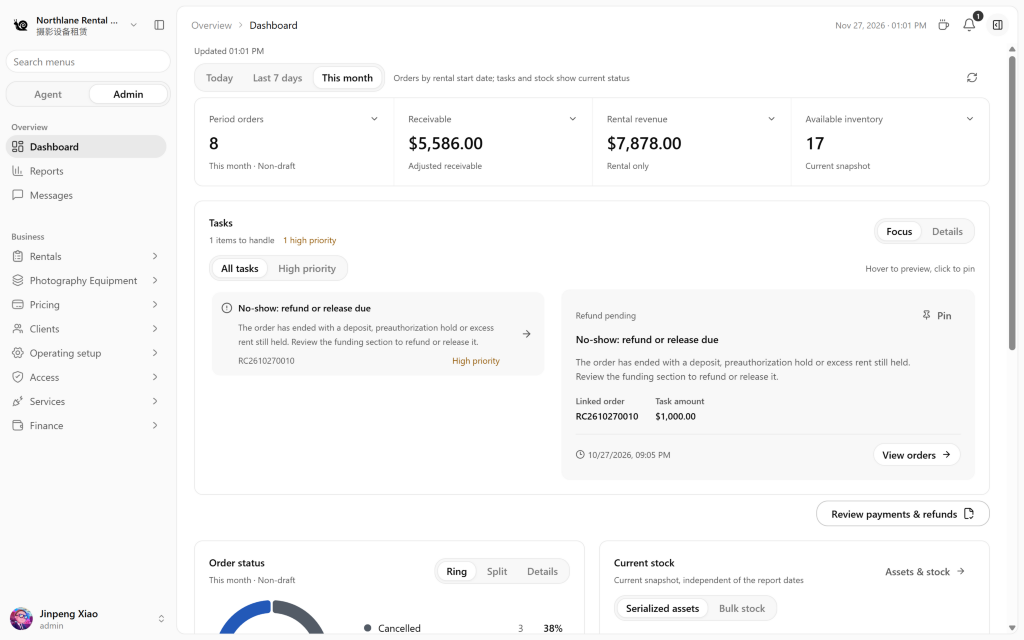 Northlane Rental ...
摄影设备租赁
Search menus
Agent
Admin
Overview
Dashboard
Reports
Messages
Business
Rentals
Photography Equipment
Pricing
Clients
Operating setup
Access
Services
Finance
Jinpeng Xiao
admin
Overview > Dashboard
Nov 27, 2026 · 01:01 PM
1
Updated 01:01 PM
Today
Last 7 days
This month
Orders by rental start date; tasks and stock show current status
Period orders
8
This month · Non-draft
Receivable
$5,586.00
Adjusted receivable
Rental revenue
$7,878.00
Rental only
Available inventory
17
Current snapshot
Tasks
1 items to handle 1 high priority
Focus
Details
All tasks
High priority
Hover to preview, click to pin
No-show: refund or release due
The order has ended with a deposit, preauthorization hold or excess
rent still held. Review the funding section to refund or release it.
RC2610270010
High priority
Refund pending
Pin
No-show: refund or release due
The order has ended with a deposit, preauthorization hold or excess rent still held.
Review the funding section to refund or release it.
Linked order
RC2610270010
Task amount
$1,000.00
10/27/2026, 09:05 PM
View orders
Review payments & refunds
Order status
This month · Non-draft
Ring
Split
Details
Cancelled 3 38%
Current stock
Current snapshot, independent of the report dates
Assets & stock
Serialized assets
Bulk stock